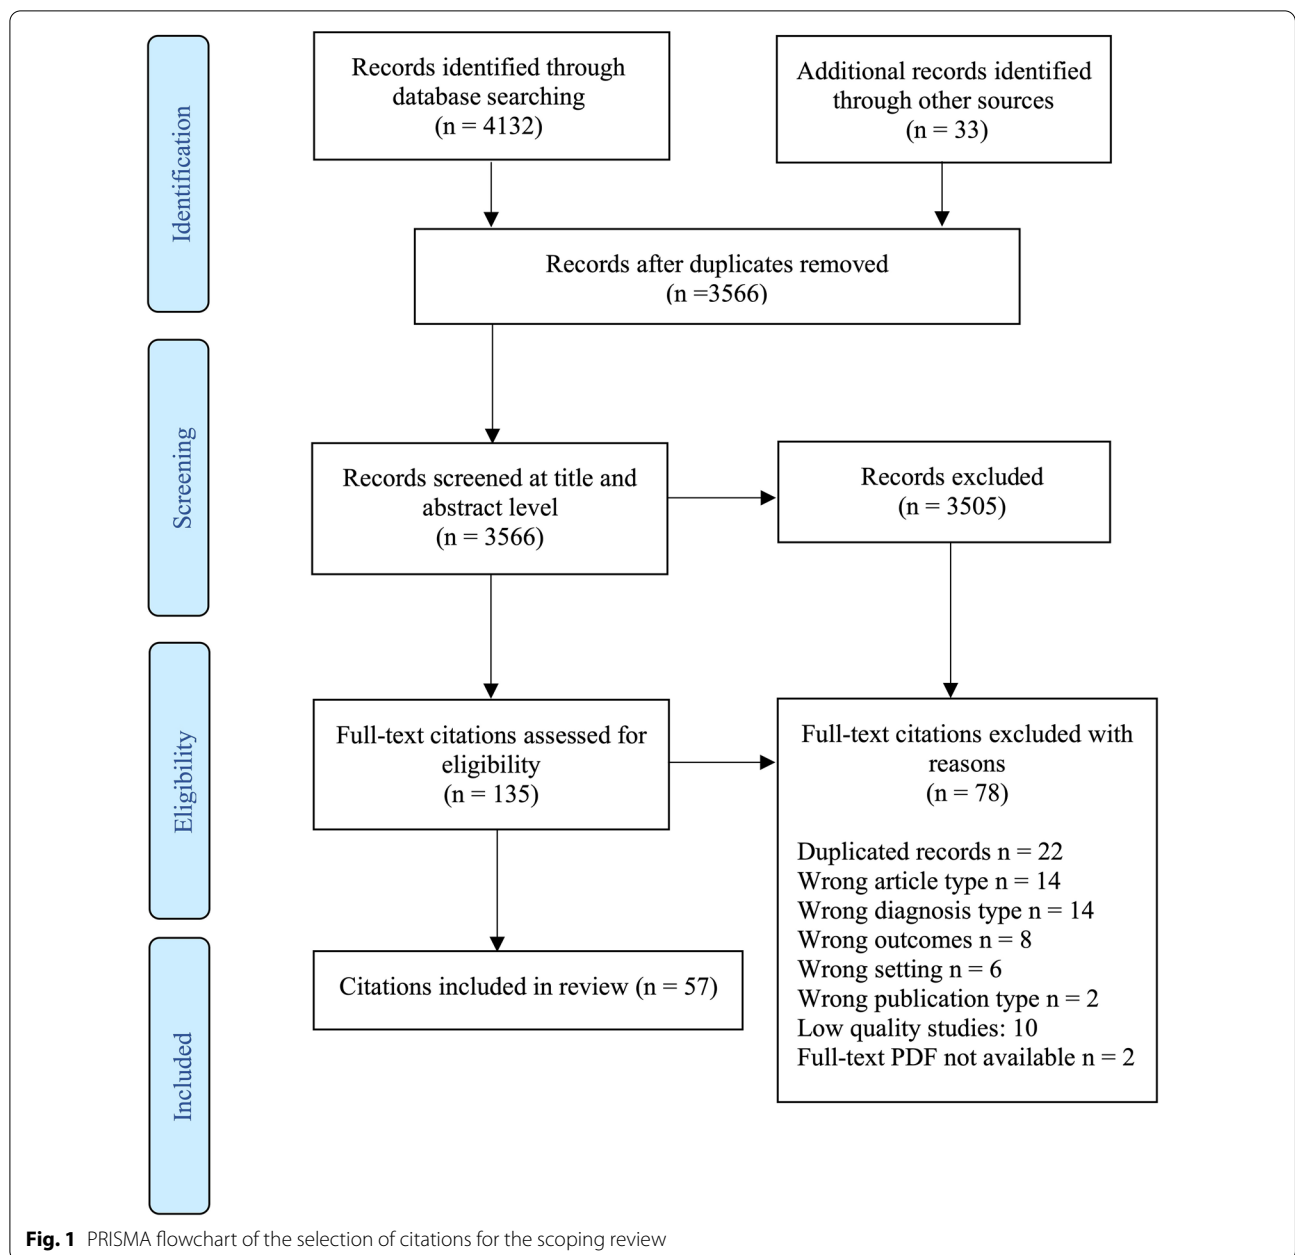 Identification
Records identified through
database searching
(n = 4132)
Additional records identified
through other sources
(n = 33)
Records after duplicates removed
(n =3566)
Screening
Records screened at title and
abstract level
(n = 3566)
Records excluded
(n = 3505)
Eligibility
Full-text citations assessed for
eligibility
(n = 135)
Full-text citations excluded with
reasons
(n = 78)
Duplicated records n = 22
Wrong article type n = 14
Wrong diagnosis type n = 14
Wrong outcomes n = 8
Wrong setting n = 6
Wrong publication type n = 2
Low quality studies: 10
Full-text PDF not available n = 2
Included
Citations included in review (n = 57)
Fig. 1 PRISMA flowchart of the selection of citations for the scoping review